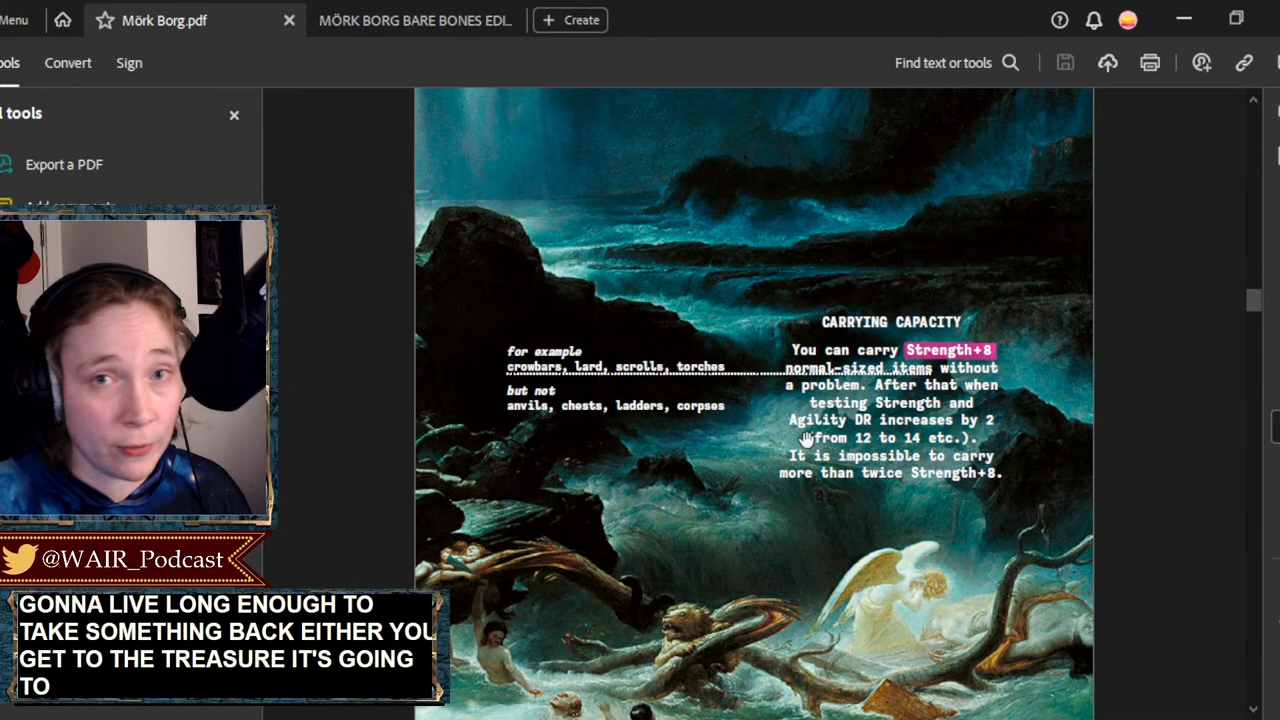 Menu
Mörk Borg.pdf
MÖRK BORG BARE BONES EDI...
Create
ols
Convert
Sign
Find text or tools
l tools
Export a PDF
Add comments
CARRYING CAPACITY
You can carry Strength+8
normal-sized items without
a problem. After that when
testing Strength and
Agility DR increases by 2
(from 12 to 14 etc.).
It is impossible to carry
more than twice Strength+8.
for example
crowbars, lard, scrolls, torches
but not
anvils, chests, ladders, corpses
@WAIR_Podcast
GONNA LIVE LONG ENOUGH TO
TAKE SOMETHING BACK EITHER YOU
GET TO THE TREASURE IT'S GOING
TO